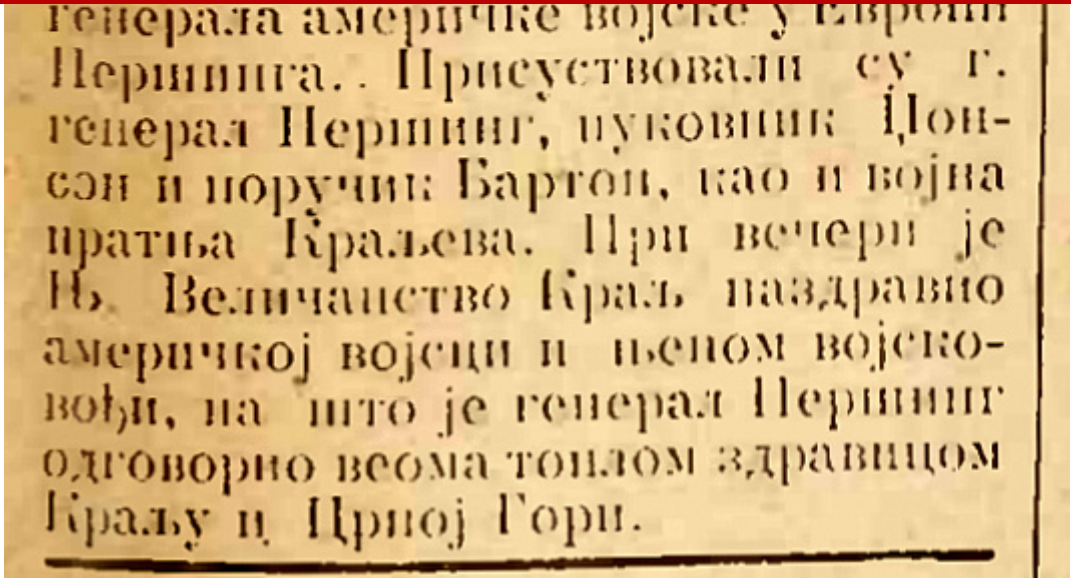 генерала америчке војске у Европи
Першинга. Присуствовали су г.
генерал Першинг, пуковник Џон-
сон и поручик Бартон, као и војна
пратња Краљева. При вечери је
Њ. Величанство Краљ наздравио
америчкој војсци и њеном војско-
вођи, на што је генерал Першинг
одговорио веома топлом здравицом
Краљу и Црној Гори.